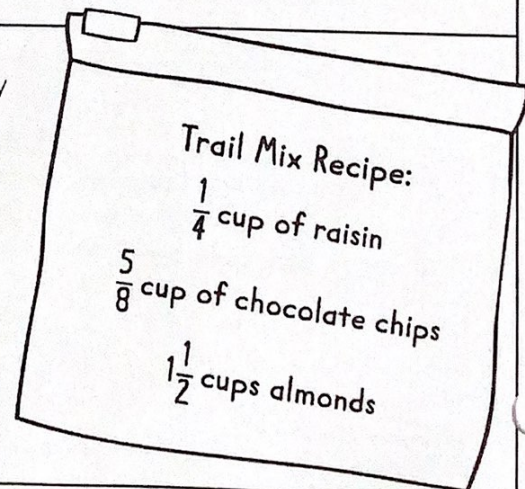 Trail Mix Recipe:
1/4 cup of raisin
5/8 cup of chocolate chips
1 1/2 cups almonds